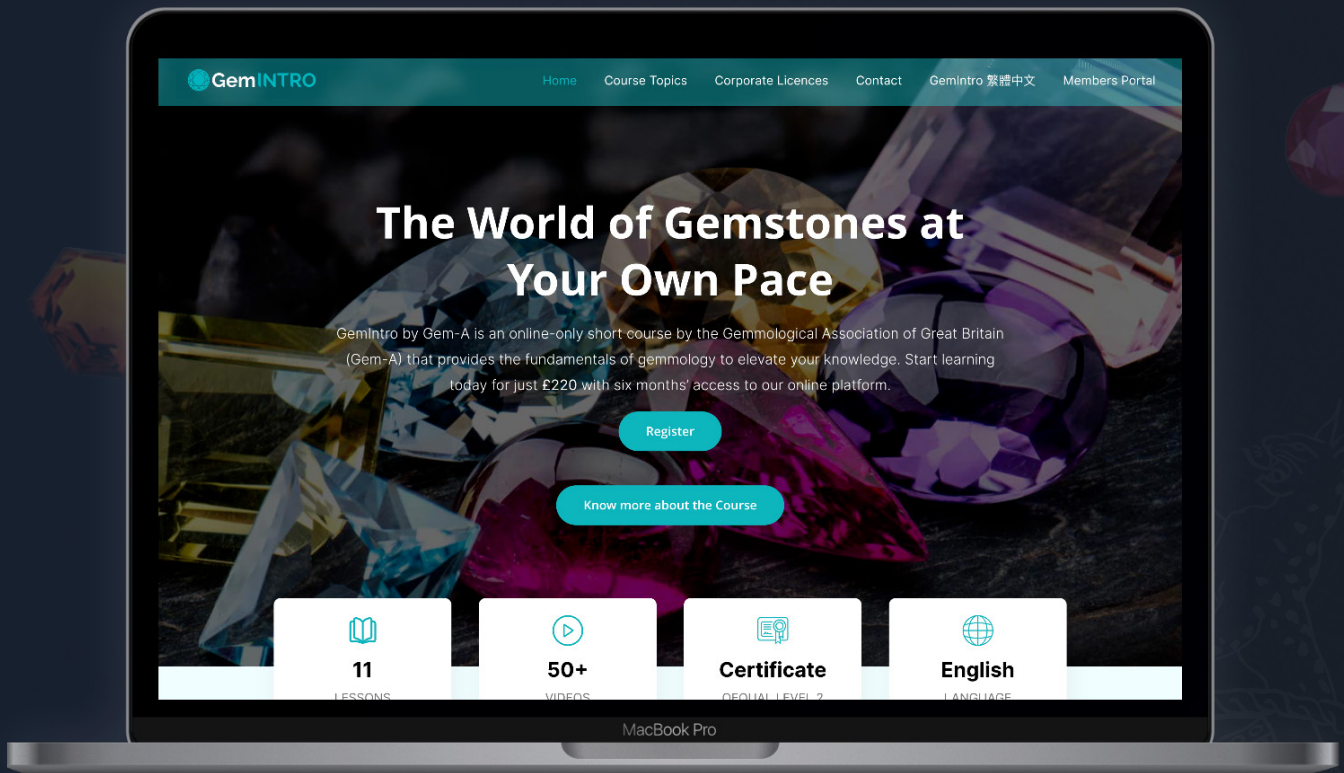 GemINTRO
Home
Course Topics
Corporate Licences
Contact
GemIntro 繁體中文
Members Portal
The World of Gemstones at
Your Own Pace
GemIntro by Gem-A is an online-only short course by the Gemmological Association of Great Britain
(Gem-A) that provides the fundamentals of gemmology to elevate your knowledge. Start learning
today for just £220 with six months' access to our online platform.
Register
Know more about the Course
11
LESSONS
50+
VIDEOS
Certificate
OFQUAL LEVEL 2
English
LANGUAGE
MacBook Pro